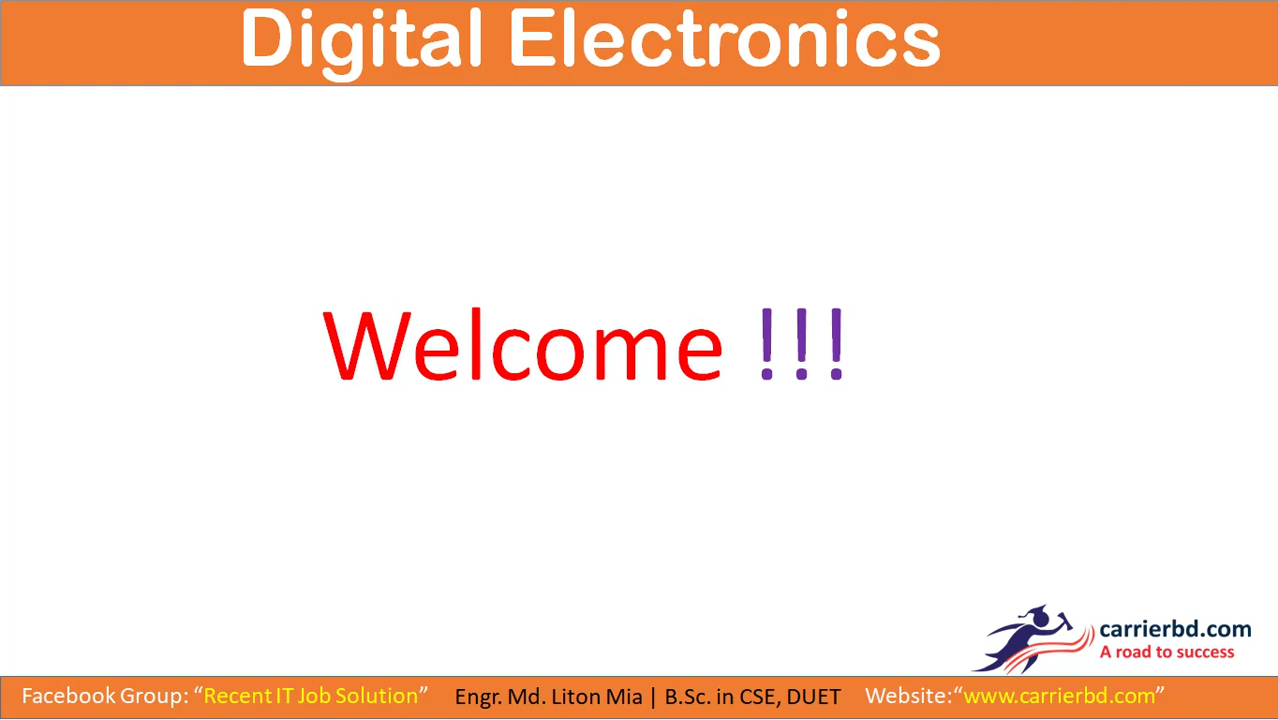 Digital Electronics
Welcome !!!
carrierbd.com
A road to success
Facebook Group: “Recent IT Job Solution” Engr. Md. Liton Mia | B.Sc. in CSE, DUET Website:“www.carrierbd.com”